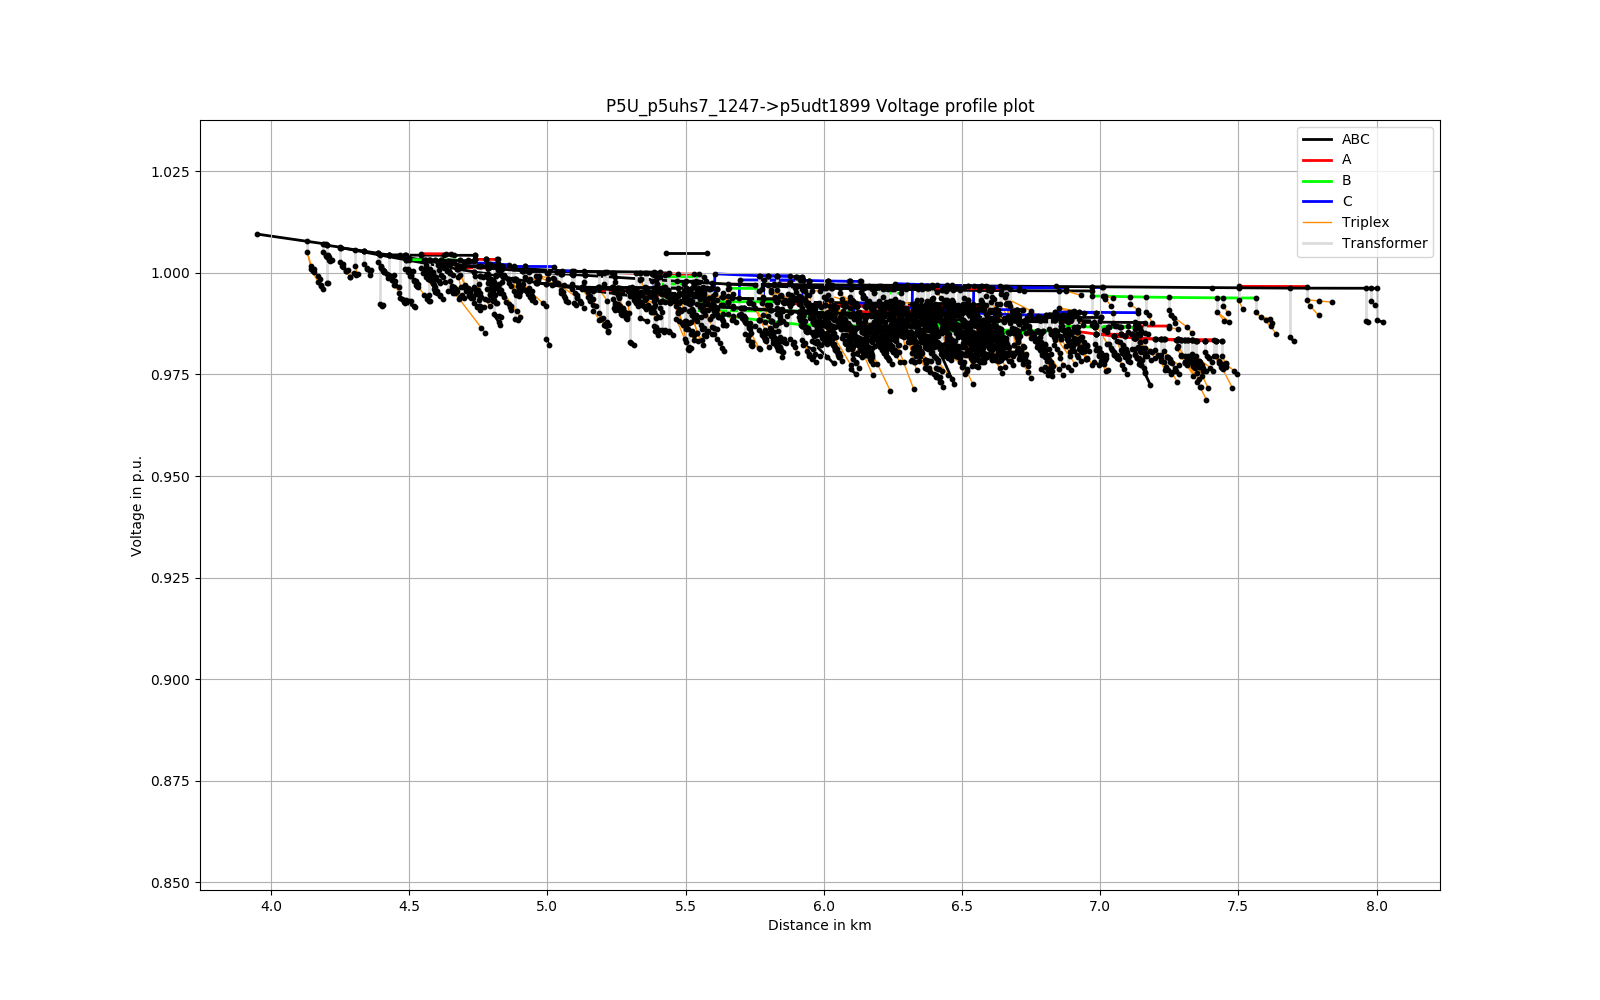 P5U_p5uhs7_1247->p5udt1899 Voltage profile plot
ABC
A
B
C
Triplex
Transformer
1.025
1.000
0.975
0.950
0.925
0.900
0.875
0.850
Voltage in p.u.
4.0 4.5 5.0 5.5 6.0 6.5 7.0 7.5 8.0
Distance in km